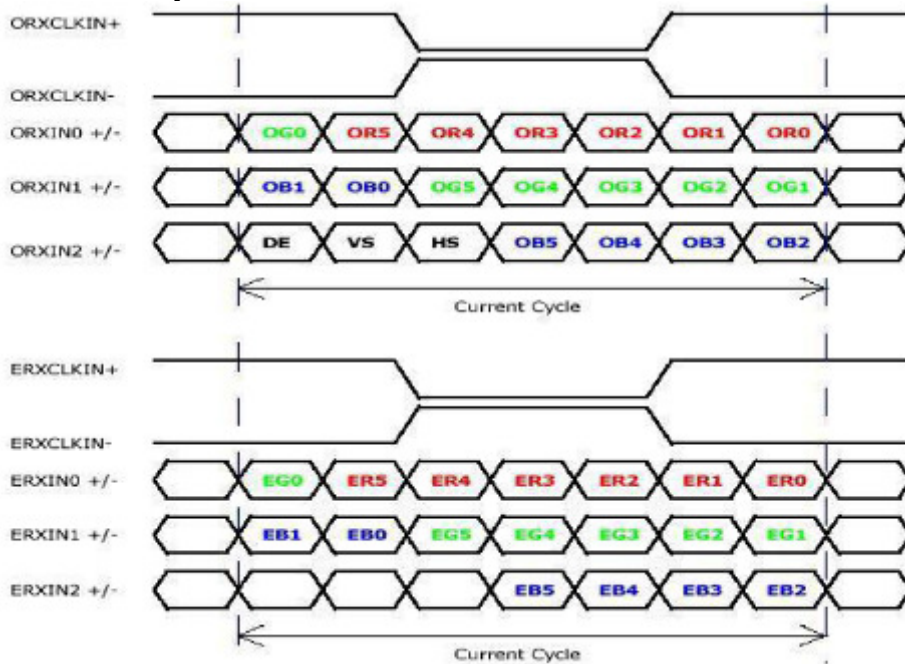 ORXCLKIN+
ORXCLKIN-
ORXIN0 +/- OG0 OR5 OR4 OR3 OR2 OR1 OR0
ORXIN1 +/- OB1 OB0 OG5 OG4 OG3 OG2 OG1
ORXIN2 +/- DE VS HS OB5 OB4 OB3 OB2
Current Cycle
ERXCLKIN+
ERXCLKIN-
ERXIN0 +/- EG0 ER5 ER4 ER3 ER2 ER1 ER0
ERXIN1 +/- EB1 EB0 EG5 EG4 EG3 EG2 EG1
ERXIN2 +/- EB5 EB4 EB3 EB2
Current Cycle